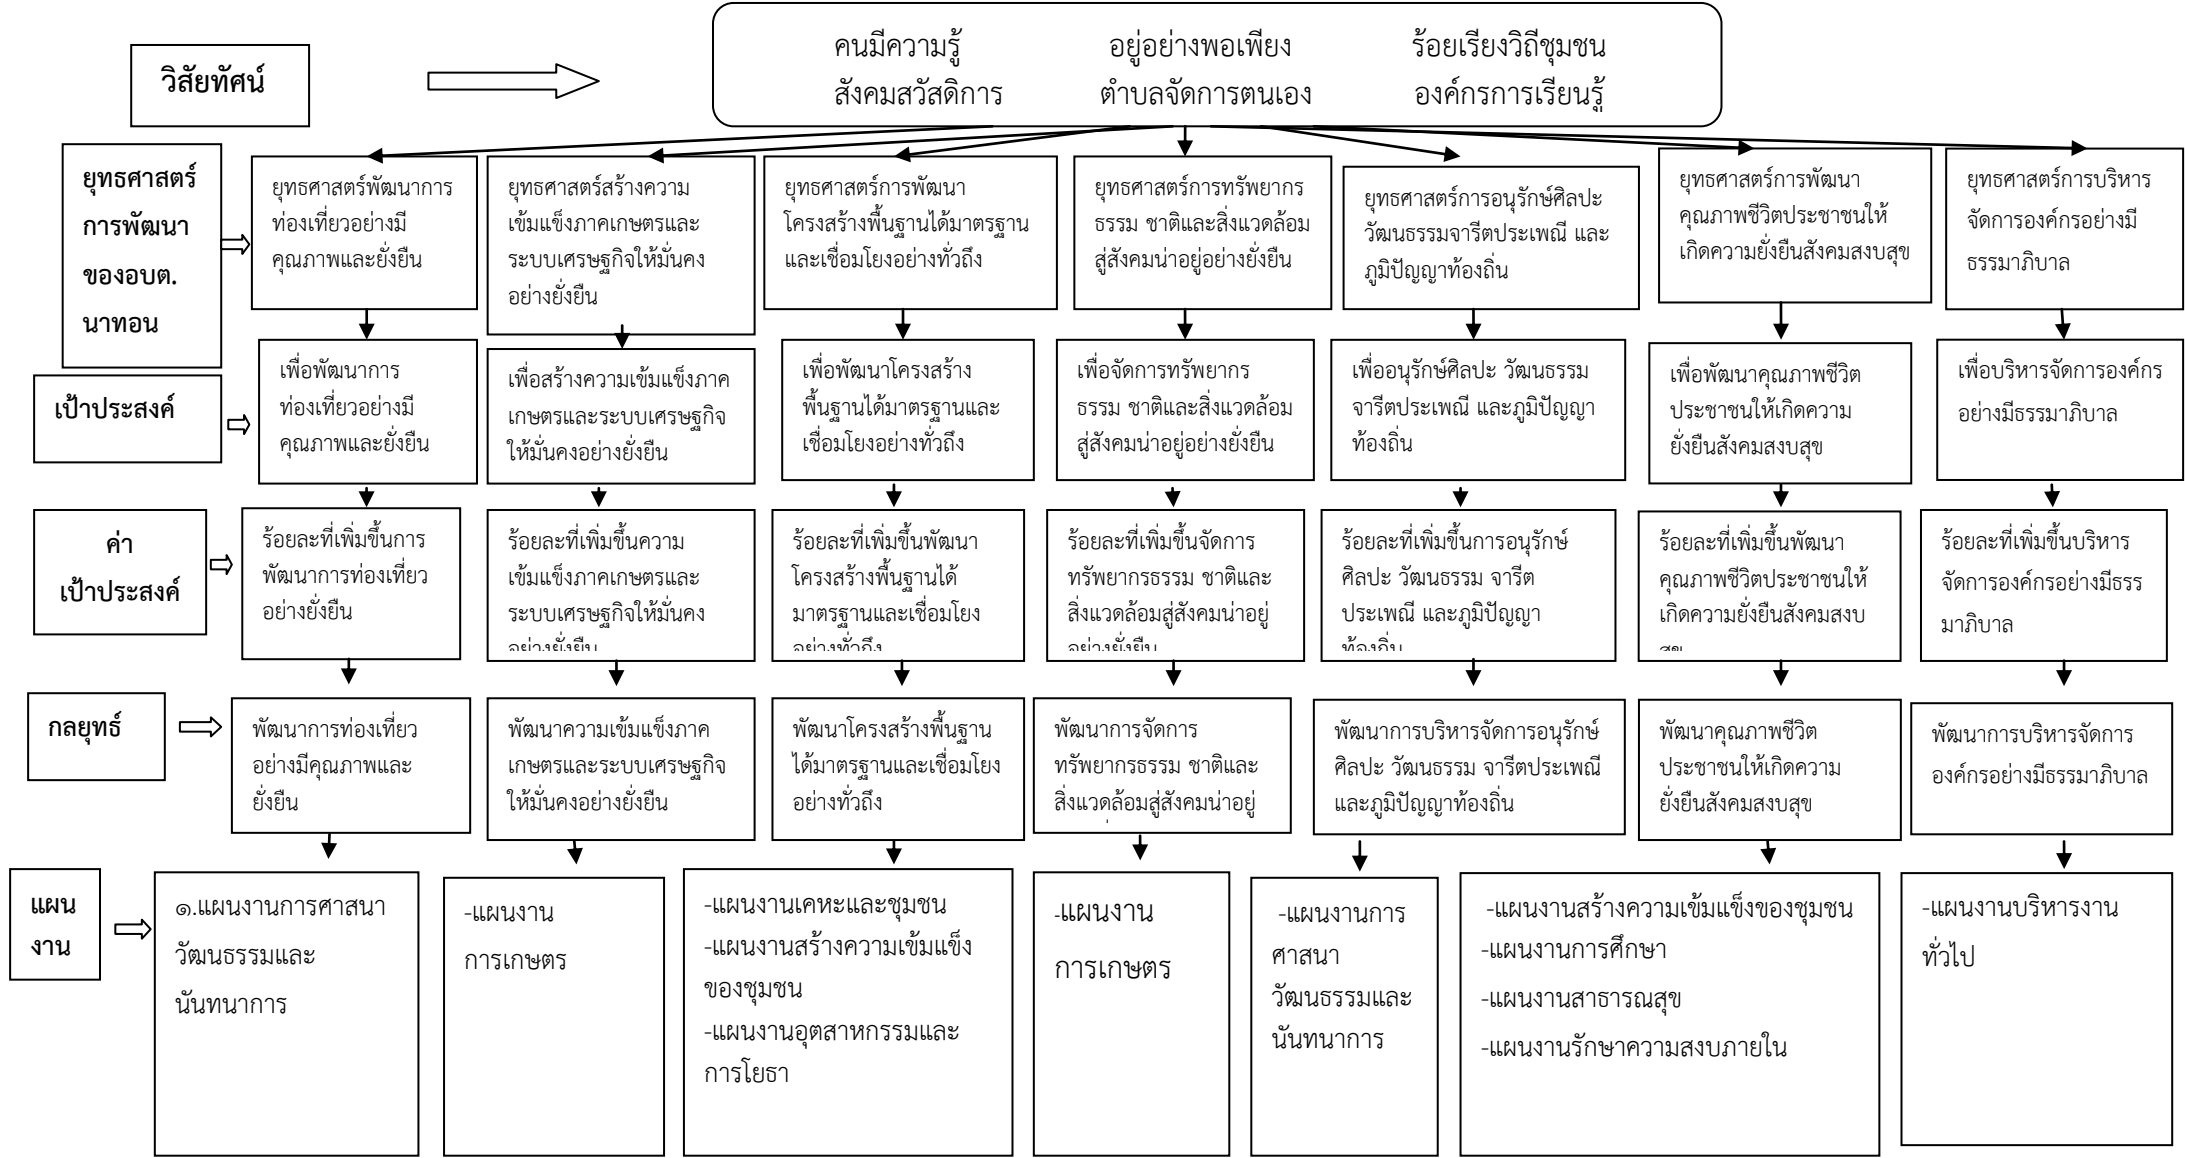 วิสัยทัศน์
คนมีความรู้ อยู่อย่างพอเพียง ร้อยเรียงวิถีชุมชน
สังคมสวัสดิการ ตำบลจัดการตนเอง องค์กรการเรียนรู้
ยุทธศาสตร์
การพัฒนา
ของอบต.
นาทอน
ยุทธศาสตร์พัฒนาการ
ท่องเที่ยวอย่างมี
คุณภาพและยั่งยืน
ยุทธศาสตร์สร้างความ
เข้มแข็งภาคเกษตรและ
ระบบเศรษฐกิจให้มั่นคง
อย่างยั่งยืน
ยุทธศาสตร์การพัฒนา
โครงสร้างพื้นฐานได้มาตรฐาน
และเชื่อมโยงอย่างทั่วถึง
ยุทธศาสตร์การทรัพยากร
ธรรม ชาติและสิ่งแวดล้อม
สู่สังคมน่าอยู่อย่างยั่งยืน
ยุทธศาสตร์การอนุรักษ์ศิลปะ
วัฒนธรรมจารีตประเพณี และ
ภูมิปัญญาท้องถิ่น
ยุทธศาสตร์การพัฒนา
คุณภาพชีวิตประชาชนให้
เกิดความยั่งยืนสังคมสงบสุข
ยุทธศาสตร์การบริหาร
จัดการองค์กรอย่างมี
ธรรมาภิบาล
เป้าประสงค์
เพื่อพัฒนาการ
ท่องเที่ยวอย่างมี
คุณภาพและยั่งยืน
เพื่อสร้างความเข้มแข็งภาค
เกษตรและระบบเศรษฐกิจ
ให้มั่นคงอย่างยั่งยืน
เพื่อพัฒนาโครงสร้าง
พื้นฐานได้มาตรฐานและ
เชื่อมโยงอย่างทั่วถึง
เพื่อจัดการทรัพยากร
ธรรม ชาติและสิ่งแวดล้อม
สู่สังคมน่าอยู่อย่างยั่งยืน
เพื่ออนุรักษ์ศิลปะ วัฒนธรรม
จารีตประเพณี และภูมิปัญญา
ท้องถิ่น
เพื่อพัฒนาคุณภาพชีวิต
ประชาชนให้เกิดความ
ยั่งยืนสังคมสงบสุข
เพื่อบริหารจัดการองค์กร
อย่างมีธรรมาภิบาล
ค่า
เป้าประสงค์
ร้อยละที่เพิ่มขึ้นการ
พัฒนาการท่องเที่ยว
อย่างยั่งยืน
ร้อยละที่เพิ่มขึ้นความ
เข้มแข็งภาคเกษตรและ
ระบบเศรษฐกิจให้มั่นคง
อย่างยั่งยืน
ร้อยละที่เพิ่มขึ้นพัฒนา
โครงสร้างพื้นฐานได้
มาตรฐานและเชื่อมโยง
อย่างทั่วถึง
ร้อยละที่เพิ่มขึ้นจัดการ
ทรัพยากรธรรม ชาติและ
สิ่งแวดล้อมสู่สังคมน่าอยู่
อย่างยั่งยืน
ร้อยละที่เพิ่มขึ้นการอนุรักษ์
ศิลปะ วัฒนธรรม จารีต
ประเพณี และภูมิปัญญา
ท้องถิ่น
ร้อยละที่เพิ่มขึ้นพัฒนา
คุณภาพชีวิตประชาชนให้
เกิดความยั่งยืนสังคมสงบ
สุข
ร้อยละที่เพิ่มขึ้นบริหาร
จัดการองค์กรอย่างมีธรร
มาภิบาล
กลยุทธ์
พัฒนาการท่องเที่ยว
อย่างมีคุณภาพและ
ยั่งยืน
พัฒนาความเข้มแข็งภาค
เกษตรและระบบเศรษฐกิจ
ให้มั่นคงอย่างยั่งยืน
พัฒนาโครงสร้างพื้นฐาน
ได้มาตรฐานและเชื่อมโยง
อย่างทั่วถึง
พัฒนาการจัดการ
ทรัพยากรธรรม ชาติและ
สิ่งแวดล้อมสู่สังคมน่าอยู่
พัฒนาการบริหารจัดการอนุรักษ์
ศิลปะ วัฒนธรรม จารีตประเพณี
และภูมิปัญญาท้องถิ่น
พัฒนาคุณภาพชีวิต
ประชาชนให้เกิดความ
ยั่งยืนสังคมสงบสุข
พัฒนาการบริหารจัดการ
องค์กรอย่างมีธรรมาภิบาล
แผน
งาน
๑.แผนงานการศาสนา
วัฒนธรรมและ
นันทนาการ
-แผนงาน
การเกษตร
-แผนงานเคหะและชุมชน
-แผนงานสร้างความเข้มแข็ง
ของชุมชน
-แผนงานอุตสาหกรรมและ
การโยธา
-แผนงาน
การเกษตร
-แผนงานการ
ศาสนา
วัฒนธรรมและ
นันทนาการ
-แผนงานสร้างความเข้มแข็งของชุมชน
-แผนงานการศึกษา
-แผนงานสาธารณสุข
-แผนงานรักษาความสงบภายใน
-แผนงานบริหารงาน
ทั่วไป